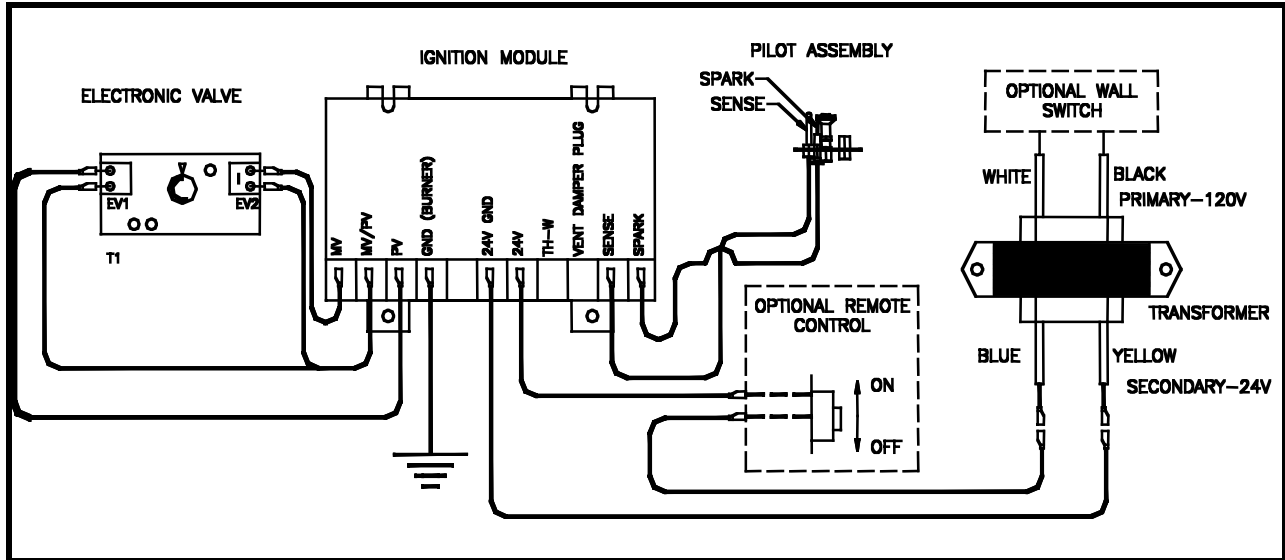 IGNITION MODULE
PILOT ASSEMBLY
SPARK
SENSE
ELECTRONIC VALVE
EV1
EV2
T1
MV
MV/PV
PV
GND (BURNER)
24V GND
24V
TH-W
VENT DAMPER PLUG
SENSE
SPARK
OPTIONAL WALL
SWITCH
WHITE
BLACK
PRIMARY-120V
TRANSFORMER
BLUE
YELLOW
SECONDARY-24V
OPTIONAL REMOTE
CONTROL
ON
OFF